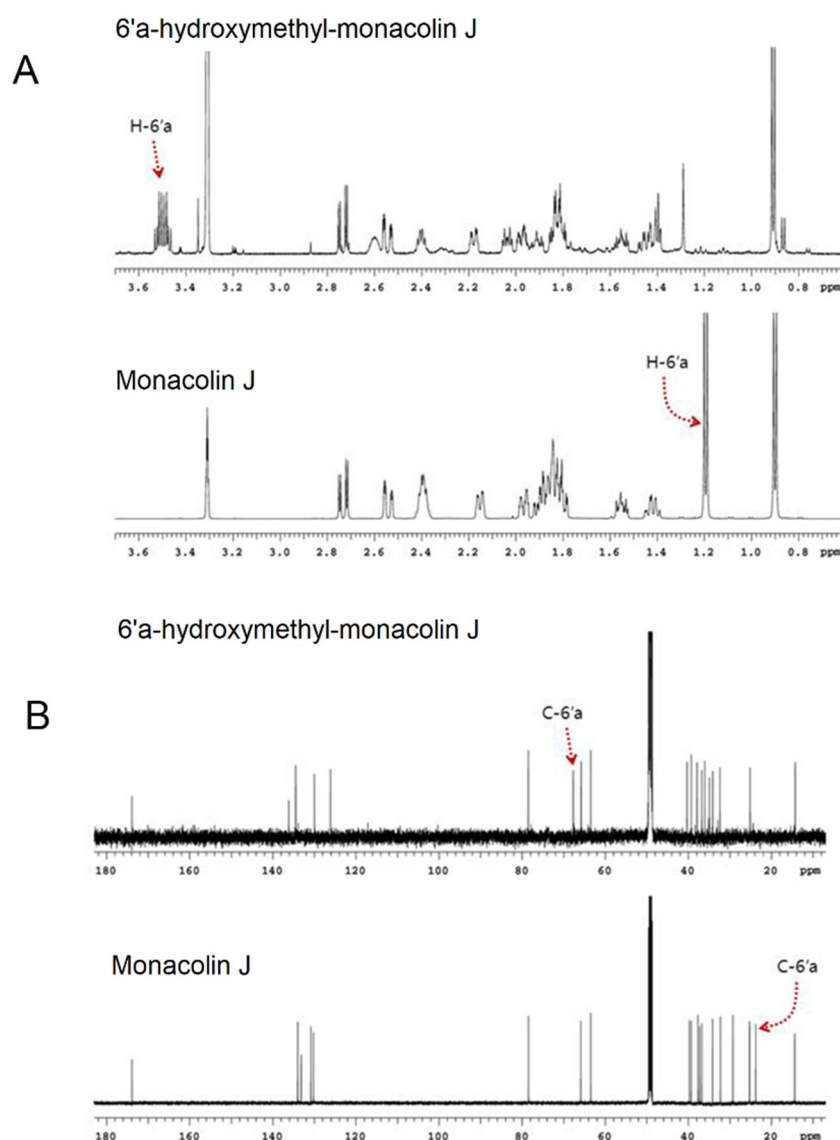 6'a-hydroxymethyl-monacolin J
A
H-6'a
3.6 3.4 3.2 3.0 2.8 2.6 2.4 2.2 2.0 1.8 1.6 1.4 1.2 1.0 0.8 ppm
Monacolin J
H-6'a
3.6 3.4 3.2 3.0 2.8 2.6 2.4 2.2 2.0 1.8 1.6 1.4 1.2 1.0 0.8 ppm
6'a-hydroxymethyl-monacolin J
B
C-6'a
180 160 140 120 100 80 60 40 20 ppm
Monacolin J
C-6'a
180 160 140 120 100 80 60 40 20 ppm